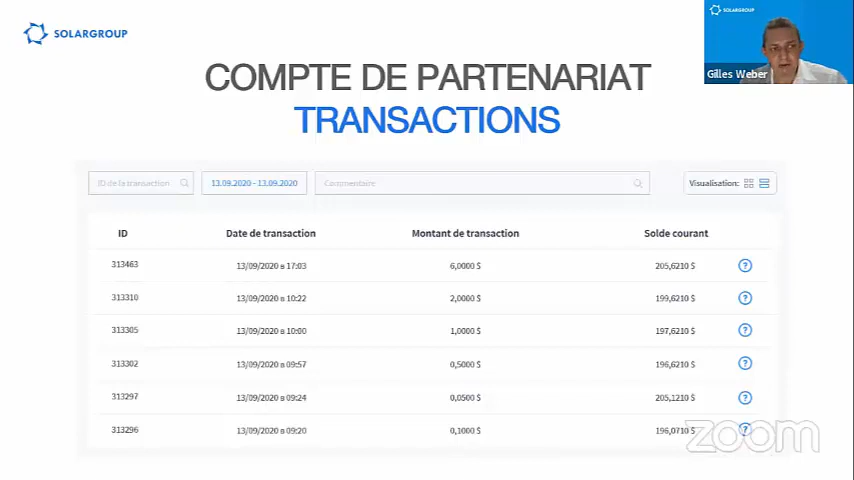 SOLARGROUP
SOLARGROUP
Gilles Weber
COMPTE DE PARTENARIAT
TRANSACTIONS
ID de la transaction
13.09.2020 - 13.09.2020
Commentaire
Visualisation:
ID Date de transaction Montant de transaction Solde courant
313463 13/09/2020 в 17:03 6,0000 $ 205,6210 $ ?
313310 13/09/2020 в 10:22 2,0000 $ 199,6210 $ ?
313305 13/09/2020 в 10:00 1,0000 $ 197,6210 $ ?
313302 13/09/2020 в 09:57 0,5000 $ 196,6210 $ ?
313297 13/09/2020 в 09:24 0,0500 $ 205,1210 $ ?
313296 13/09/2020 в 09:20 0,1000 $ 196,0710 $ ?
zoom